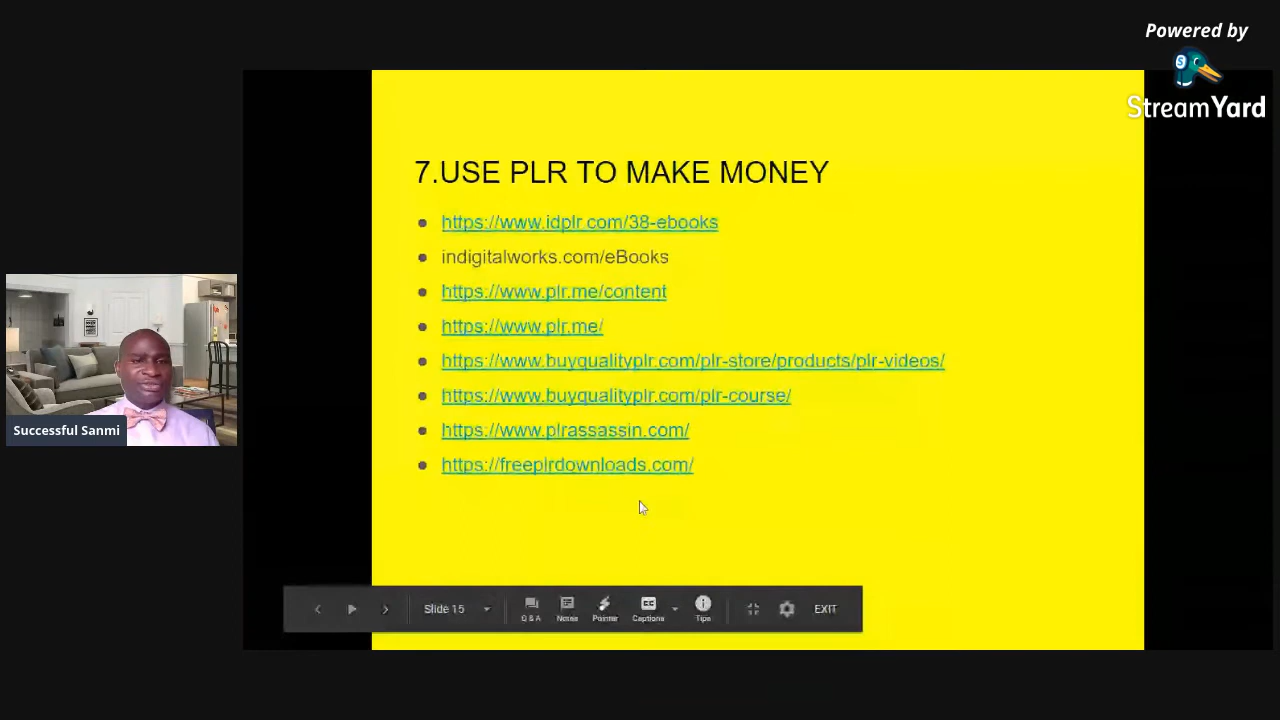 Powered by
StreamYard
7.USE PLR TO MAKE MONEY
https://www.idplr.com/38-ebooks
indigitalworks.com/eBooks
https://www.plr.me/content
https://www.plr.me/
https://www.buyqualityplr.com/plr-store/products/plr-videos/
https://www.buyqualityplr.com/plr-course/
https://www.plrassassin.com/
https://freeplrdownloads.com/
Successful Sanmi
Slide 15
EXIT
Q & A
Notes
Pointer
Captions
Tips